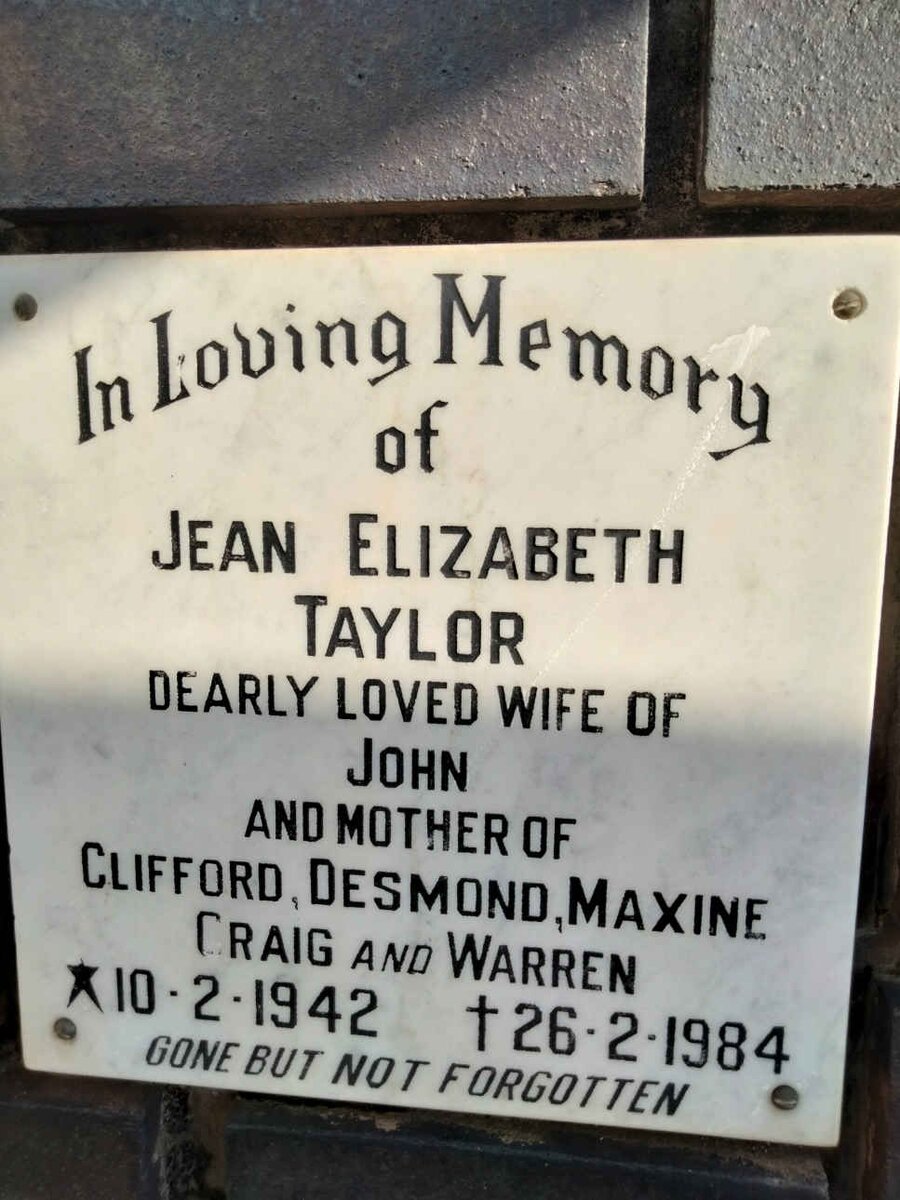 In Loving Memory
of
JEAN ELIZABETH
TAYLOR
DEARLY LOVED WIFE OF
JOHN
AND MOTHER OF
CLIFFORD, DESMOND, MAXINE
CRAIG AND WARREN
★10-2-1942 †26-2-1984
GONE BUT NOT FORGOTTEN